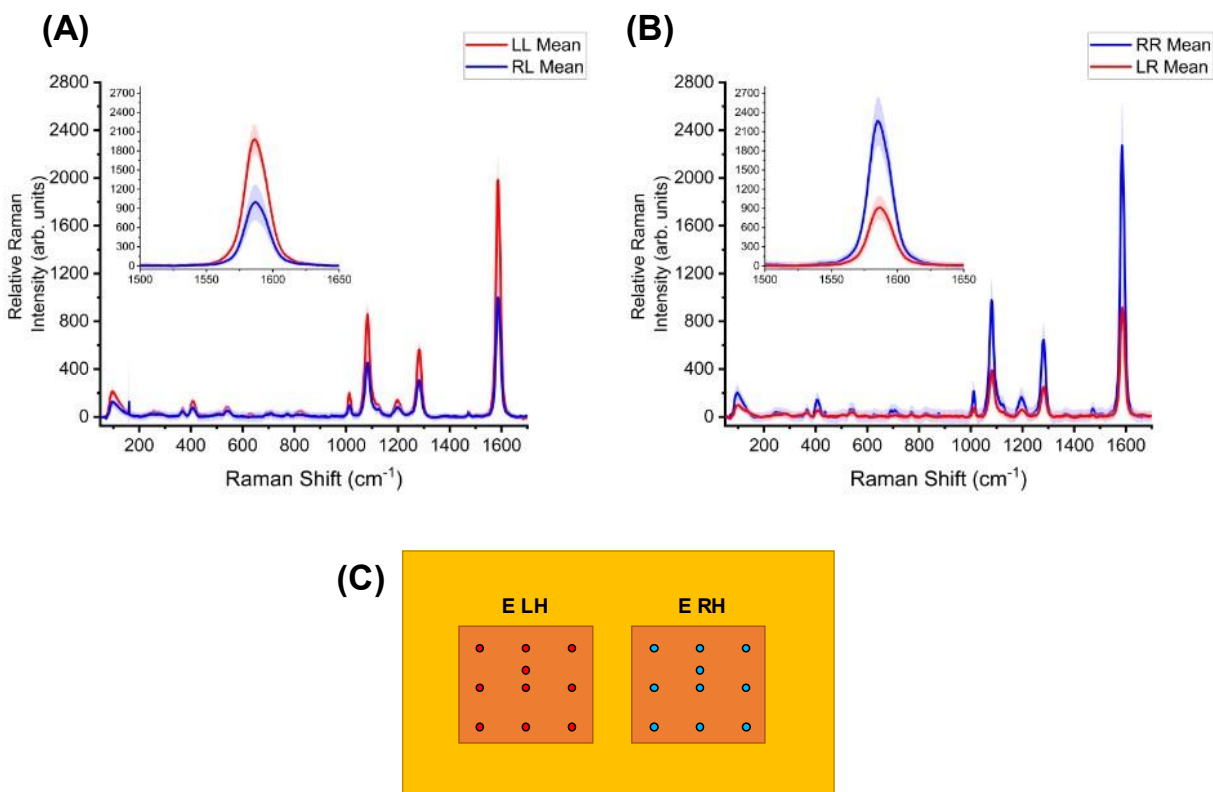 (A)
LL Mean
RL Mean
2800
2400
2000
1600
1200
800
400
0
Relative Raman
Intensity (arb. units)
2700
2400
2100
1800
1500
1200
900
600
300
0
1500 1550 1600 1650
200 400 600 800 1000 1200 1400 1600
Raman Shift (cm⁻¹)
(B)
RR Mean
LR Mean
2800
2400
2000
1600
1200
800
400
0
Relative Raman
Intensity (arb. units)
2700
2400
2100
1800
1500
1200
900
600
300
0
1500 1550 1600 1650
200 400 600 800 1000 1200 1400 1600
Raman Shift (cm⁻¹)
(C)
E LH E RH